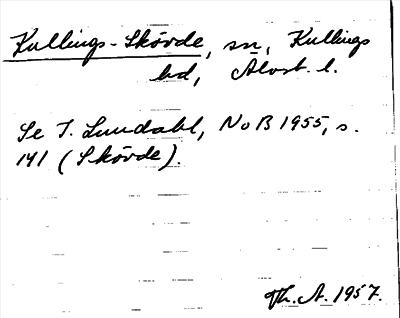 Kullings-Skövde, sn, Kullings
hd, Älvsb. l.
Se I. Lundahl, NoB 1955, s.
141 (Skövde).
Th. A. 1957.